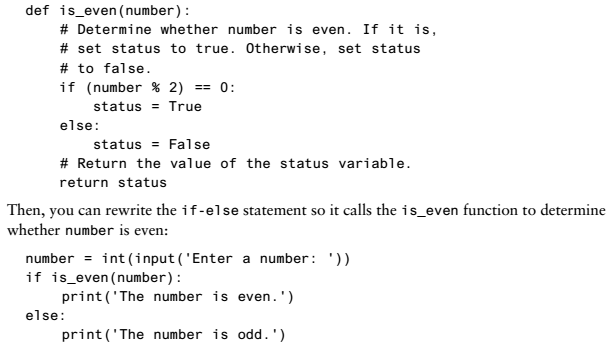 def is_even(number):
    # Determine whether number is even. If it is,
    # set status to true. Otherwise, set status
    # to false.
    if (number % 2) == 0:
        status = True
    else:
        status = False
    # Return the value of the status variable.
    return status
Then, you can rewrite the if-else statement so it calls the is_even function to determine
whether number is even:
number = int(input('Enter a number: '))
if is_even(number):
    print('The number is even.')
else:
    print('The number is odd.')